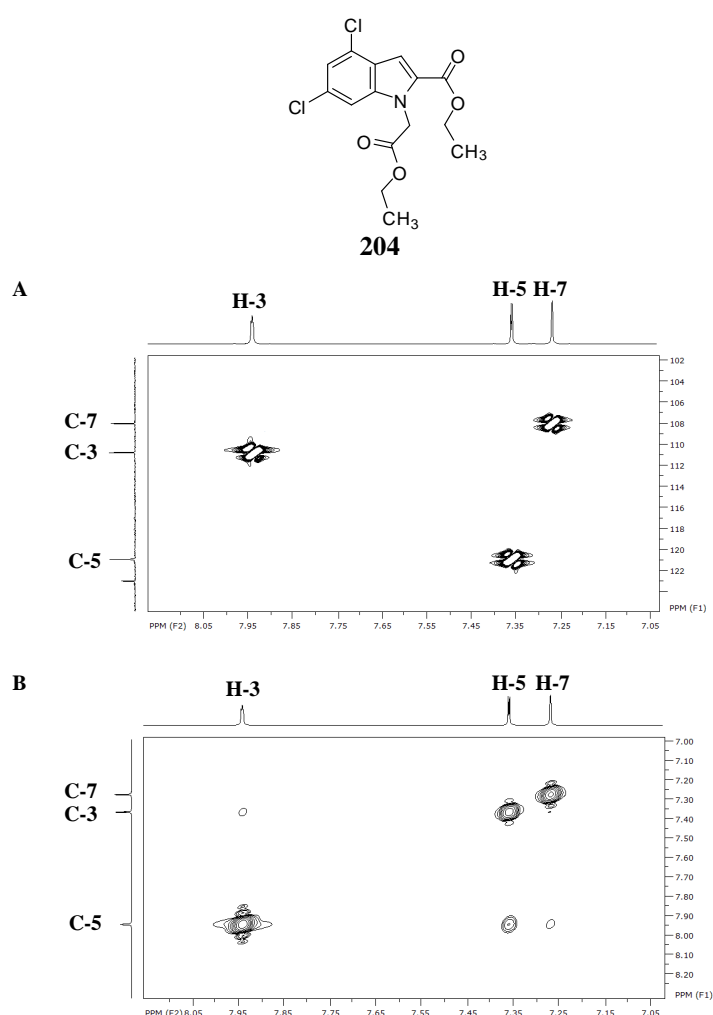 Cl
O
Cl
N
O
O
CH3
O
CH3
204
A
H-3 H-5 H-7
C-7
C-3
C-5
102
104
106
108
110
112
114
116
118
120
122
PPM (F1)
PPM (F2) 8.05 7.95 7.85 7.75 7.65 7.55 7.45 7.35 7.25 7.15 7.05
B
H-3 H-5 H-7
C-7
C-3
C-5
7.00
7.10
7.20
7.30
7.40
7.50
7.60
7.70
7.80
7.90
8.00
8.10
8.20
PPM (F1)
PPM (F2) 8.05 7.95 7.85 7.75 7.65 7.55 7.45 7.35 7.25 7.15 7.05